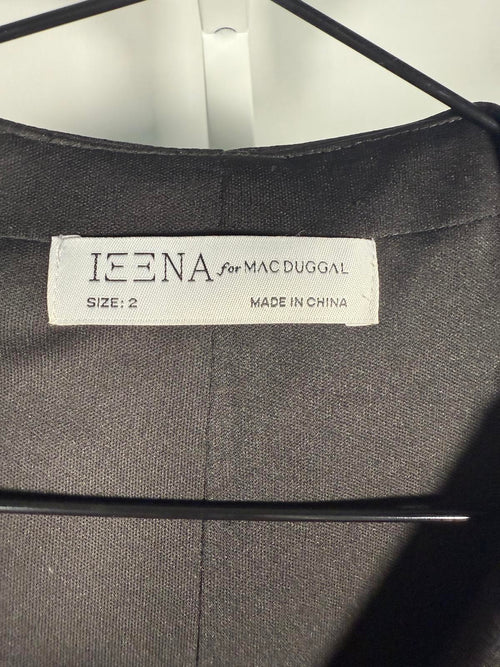 IEENA for MAC DUGGAL
SIZE: 2 MADE IN CHINA